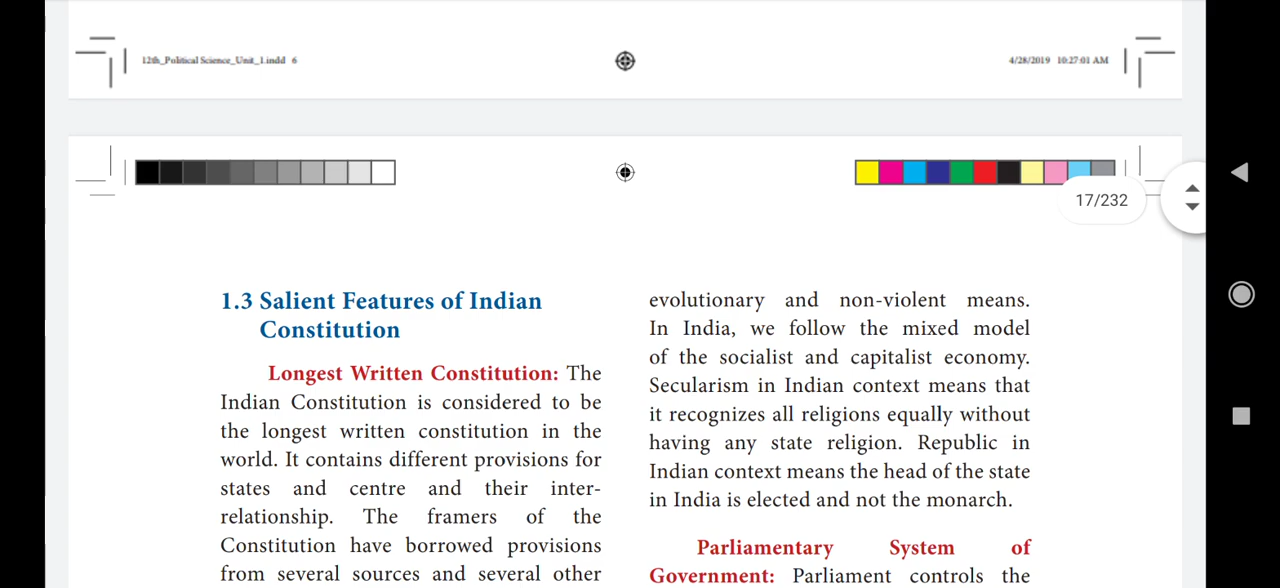 12th_Political Science_Unit_1.indd 6
4/28/2019 10:27:01 AM
17/232
1.3 Salient Features of Indian
Constitution
Longest Written Constitution: The
Indian Constitution is considered to be
the longest written constitution in the
world. It contains different provisions for
states and centre and their inter-
relationship. The framers of the
Constitution have borrowed provisions
from several sources and several other
evolutionary and non-violent means.
In India, we follow the mixed model
of the socialist and capitalist economy.
Secularism in Indian context means that
it recognizes all religions equally without
having any state religion. Republic in
Indian context means the head of the state
in India is elected and not the monarch.
Parliamentary System of
Government: Parliament controls the